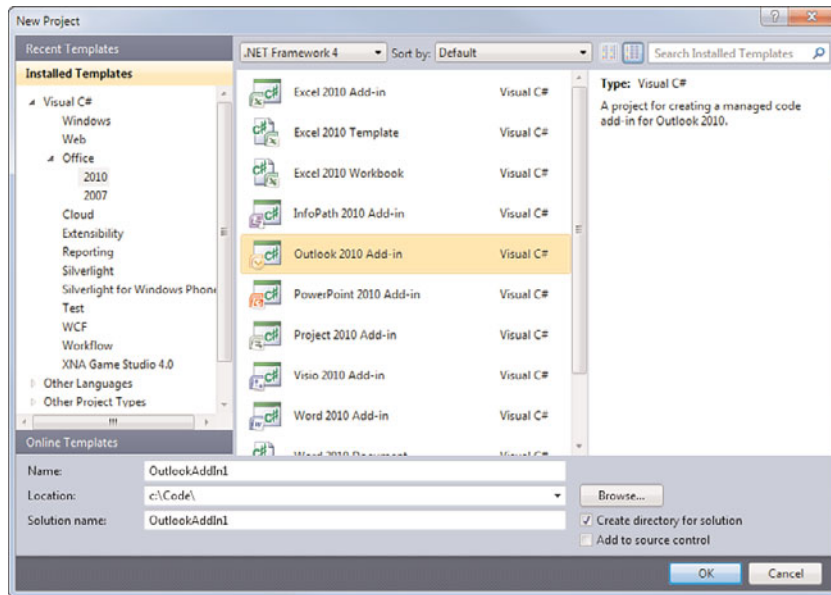 New Project
Recent Templates
Installed Templates
Visual C#
Windows
Web
Office
2010
2007
Cloud
Extensibility
Reporting
Silverlight
Silverlight for Windows Phone
Test
WCF
Workflow
XNA Game Studio 4.0
Other Languages
Other Project Types
Online Templates
.NET Framework 4 Sort by: Default
Search Installed Templates
Excel 2010 Add-in Visual C#
Excel 2010 Template Visual C#
Excel 2010 Workbook Visual C#
InfoPath 2010 Add-in Visual C#
Outlook 2010 Add-in Visual C#
PowerPoint 2010 Add-in Visual C#
Project 2010 Add-in Visual C#
Visio 2010 Add-in Visual C#
Word 2010 Add-in Visual C#
Word 2010 Document Visual C#
Type: Visual C#
A project for creating a managed code
add-in for Outlook 2010.
Name: OutlookAddIn1
Location: c:\Code\ Browse...
Solution name: OutlookAddIn1
Create directory for solution
Add to source control
OK Cancel